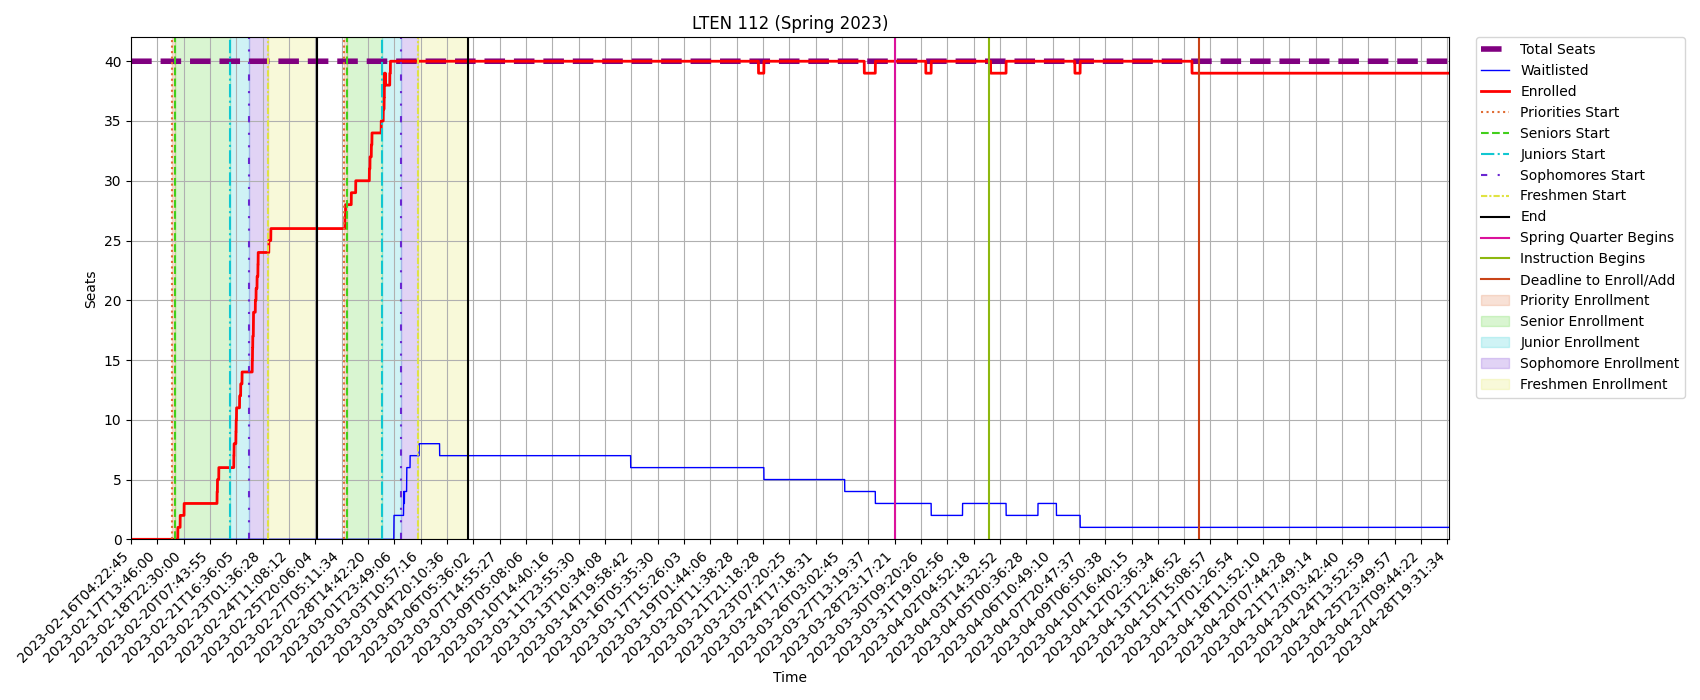 LTEN 112 (Spring 2023)
Seats
40
35
30
25
20
15
10
5
0
2023-02-16T04:22:45
2023-02-17T13:46:00
2023-02-18T22:30:00
2023-02-20T07:43:55
2023-02-21T16:36:05
2023-02-23T01:36:28
2023-02-24T11:08:12
2023-02-25T20:06:04
2023-02-27T05:11:34
2023-02-28T14:42:20
2023-03-01T23:49:06
2023-03-03T10:57:16
2023-03-04T20:10:36
2023-03-06T05:36:02
2023-03-07T14:55:27
2023-03-09T05:08:06
2023-03-10T14:40:16
2023-03-11T23:55:30
2023-03-13T10:34:08
2023-03-14T19:58:42
2023-03-16T05:35:30
2023-03-17T15:26:03
2023-03-19T01:44:06
2023-03-20T11:38:28
2023-03-21T21:18:28
2023-03-23T07:20:25
2023-03-24T17:18:31
2023-03-26T03:02:45
2023-03-27T13:19:37
2023-03-28T23:17:21
2023-03-30T09:20:26
2023-03-31T19:02:56
2023-04-02T04:52:18
2023-04-03T14:32:52
2023-04-05T00:36:28
2023-04-06T10:49:10
2023-04-07T20:47:37
2023-04-09T06:50:38
2023-04-10T16:40:15
2023-04-12T02:36:34
2023-04-13T12:46:52
2023-04-15T15:08:57
2023-04-17T01:26:54
2023-04-18T11:52:10
2023-04-20T07:44:28
2023-04-21T17:49:14
2023-04-23T03:42:40
2023-04-24T13:52:59
2023-04-25T23:49:57
2023-04-27T09:44:22
2023-04-28T19:31:34
Time
Total Seats
Waitlisted
Enrolled
Priorities Start
Seniors Start
Juniors Start
Sophomores Start
Freshmen Start
End
Spring Quarter Begins
Instruction Begins
Deadline to Enroll/Add
Priority Enrollment
Senior Enrollment
Junior Enrollment
Sophomore Enrollment
Freshmen Enrollment